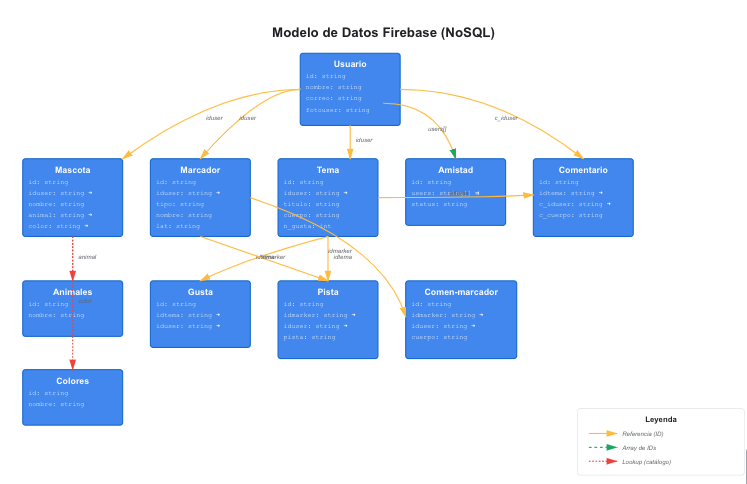 Modelo de Datos Firebase (NoSQL)
Usuario
id: string
nombre: string
correo: string
fotouser: string
iduser
iduser
iduser
users[]
c_iduser
Mascota
id: string
iduser: string ➜
nombre: string
animal: string ➜
color: string ➜
Marcador
id: string
iduser: string ➜
tipo: string
nombre: string
lat: string
Tema
id: string
iduser: string ➜
titulo: string
cuerpo: string
n_gusta: int
Amistad
id: string
users: string[] ➜
status: string
Comentario
id: string
idtema: string ➜
c_iduser: string ➜
c_cuerpo: string
animal
idmarker
idmarker
idtema
Animales
id: string
nombre: string
Gusta
id: string
idtema: string ➜
iduser: string ➜
Pista
id: string
idmarker: string ➜
iduser: string ➜
pista: string
Comen-marcador
id: string
idmarker: string ➜
iduser: string ➜
cuerpo: string
Colores
id: string
nombre: string
Leyenda
Referencia (ID)
Array de IDs
Lookup (catálogo)